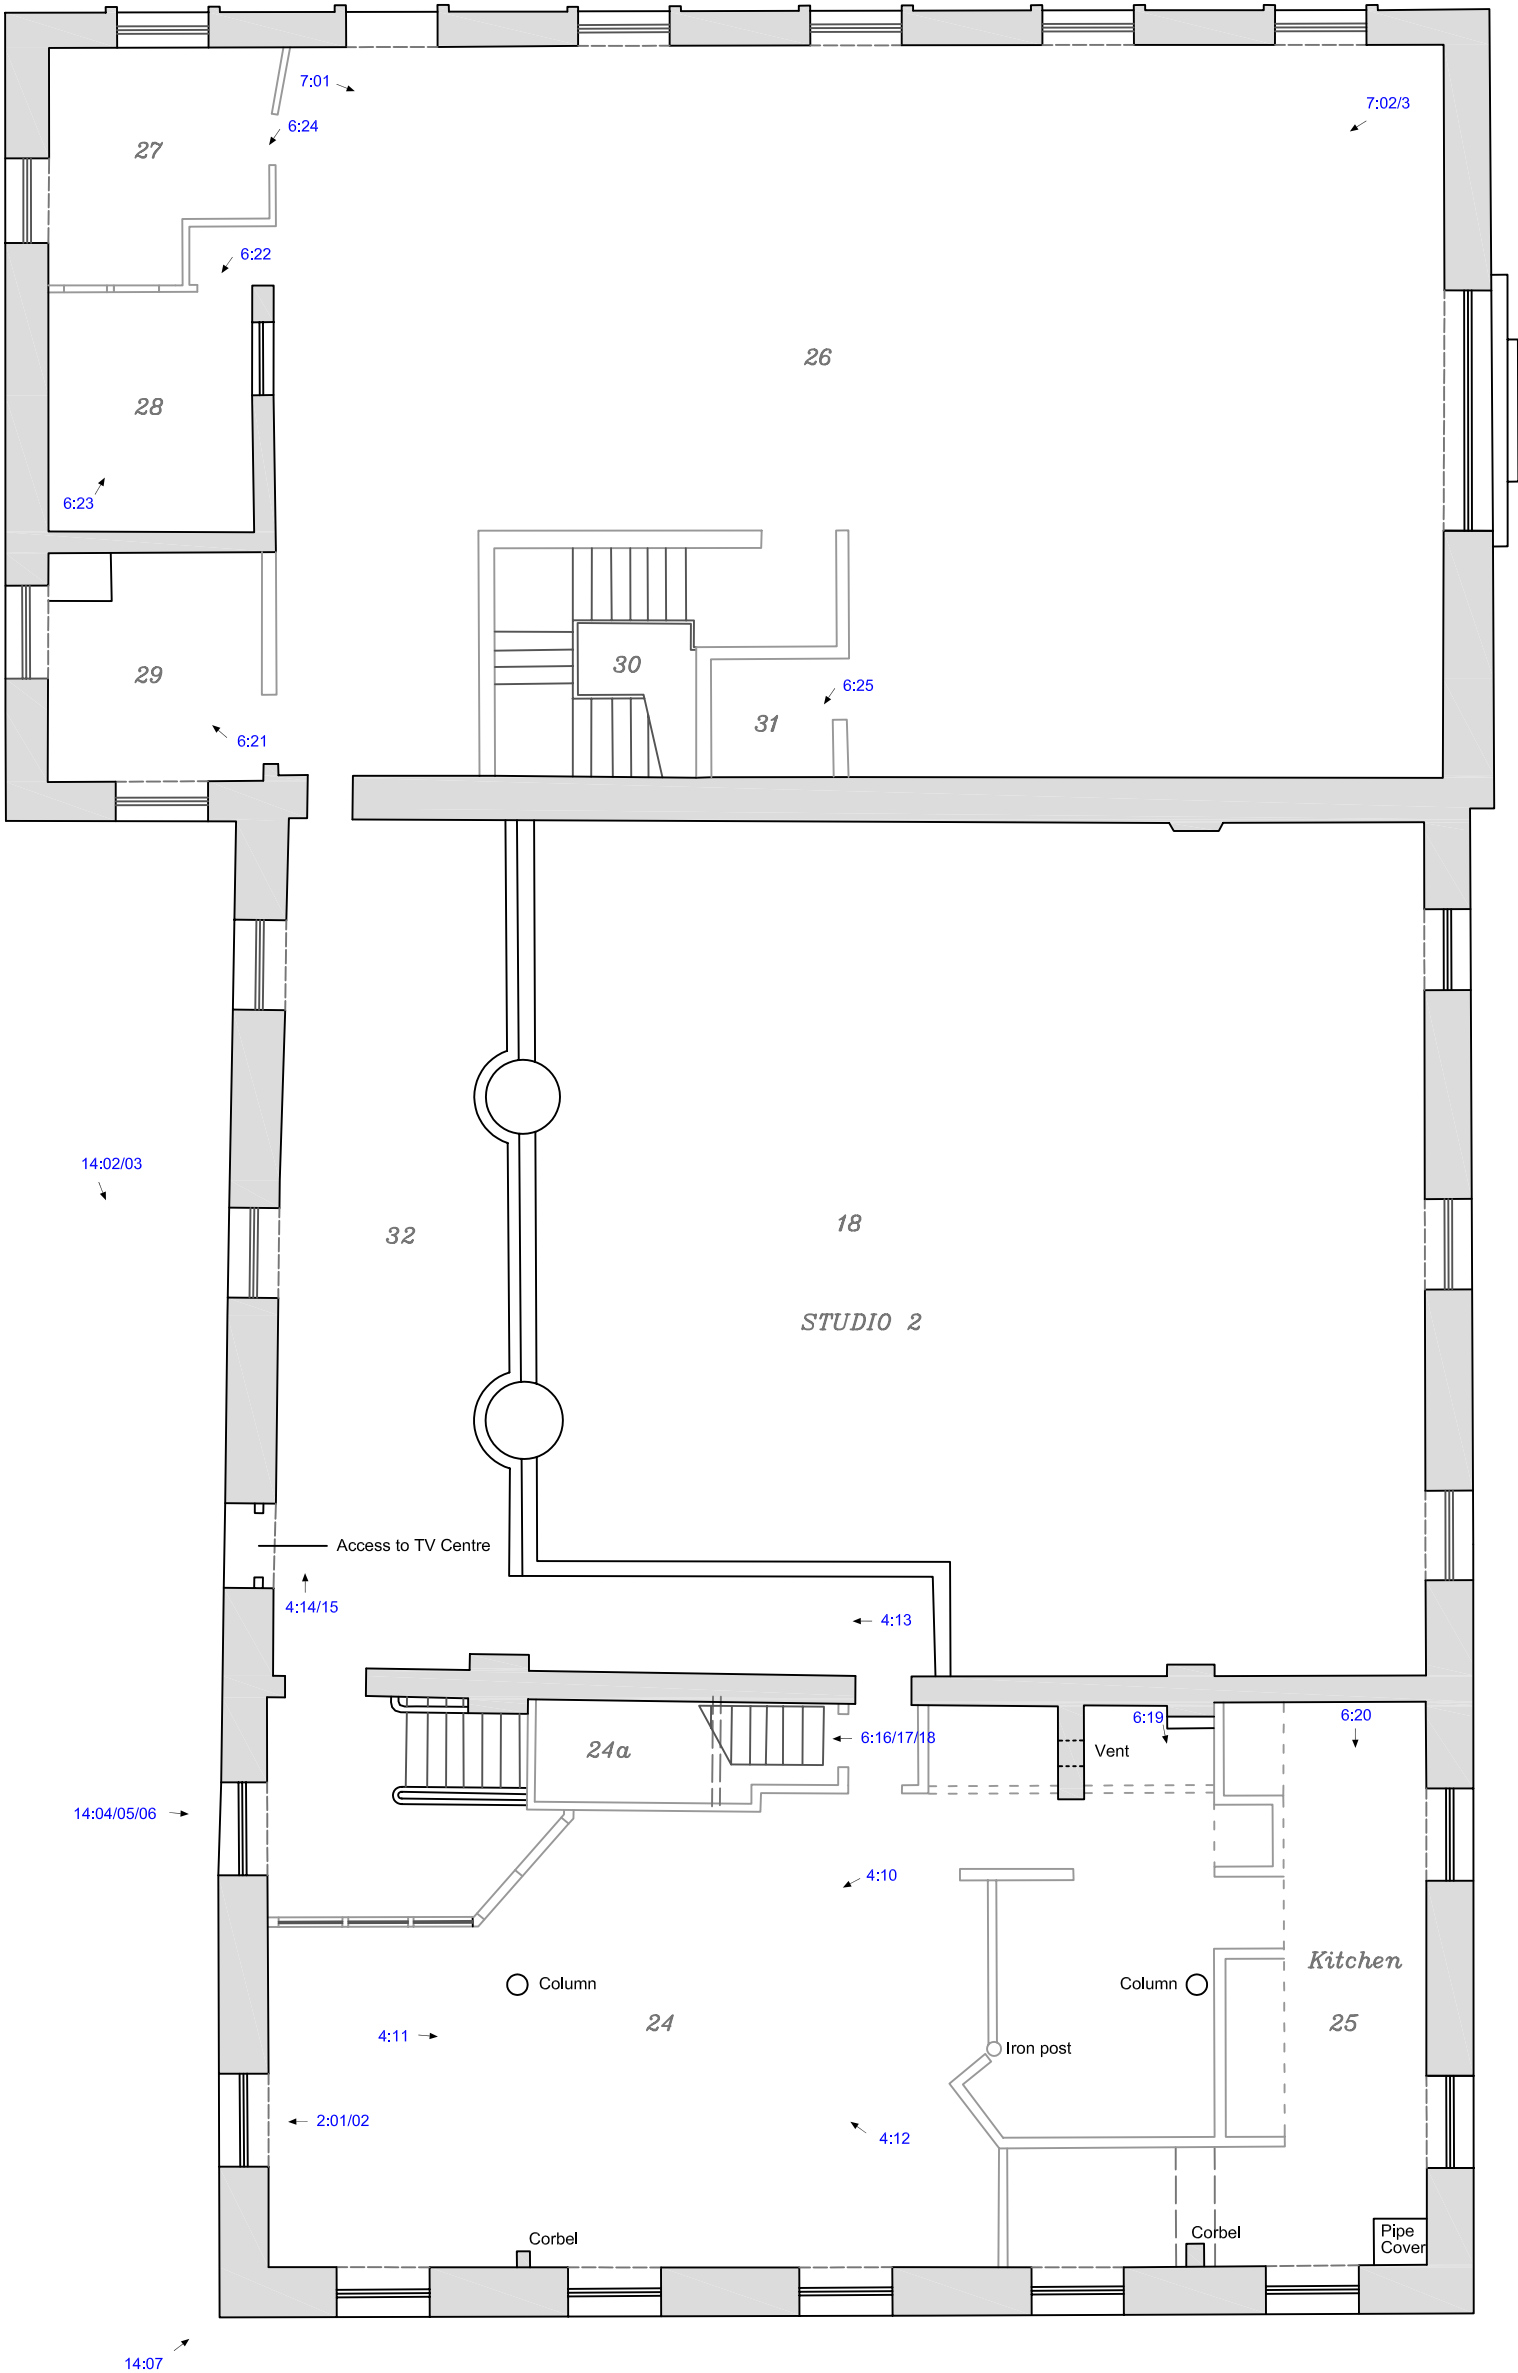 7:01
7:02/3
6:24
27
6:22
26
28
6:23
30
29
6:25
31
6:21
14:02/03
18
32
STUDIO 2
Access to TV Centre
4:14/15
4:13
6:19
6:20
6:16/17/18
24a
Vent
14:04/05/06
4:10
Kitchen
Column
Column
24
25
4:11
Iron post
2:01/02
4:12
Corbel
Corbel
Pipe
Cover
14:07